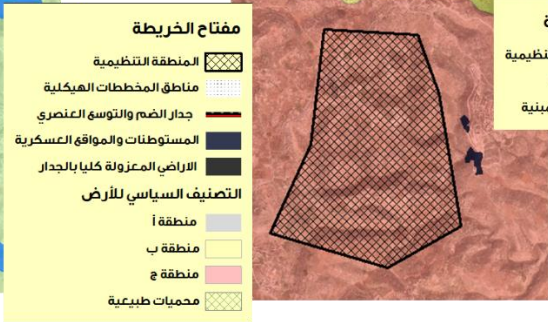 مفتاح الخريطة
المنطقة التنظيمية
مناطق المخططات الهيكلية
جدار الضم والتوسع العنصري
المستوطنات والمواقع العسكرية
الاراضي المعزولة كليا بالجدار
التصنيف السياسي للأرض
منطقة أ
منطقة ب
منطقة ج
محميات طبيعية